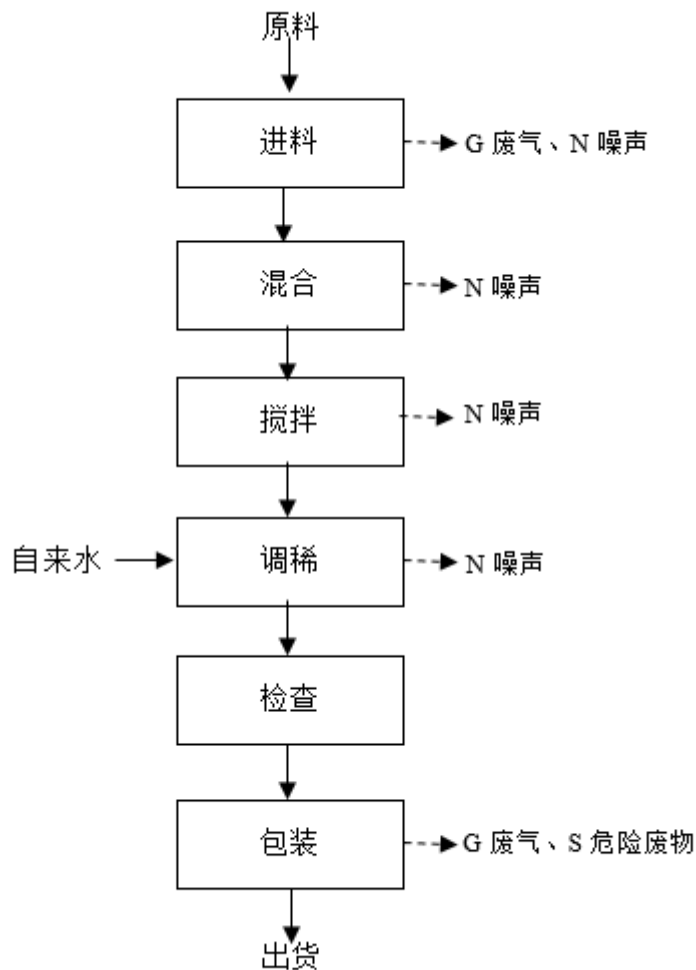 原料
进料
G 废气、N 噪声
混合
N 噪声
搅拌
N 噪声
自来水
调稀
N 噪声
检查
包装
G 废气、S 危险废物
出货